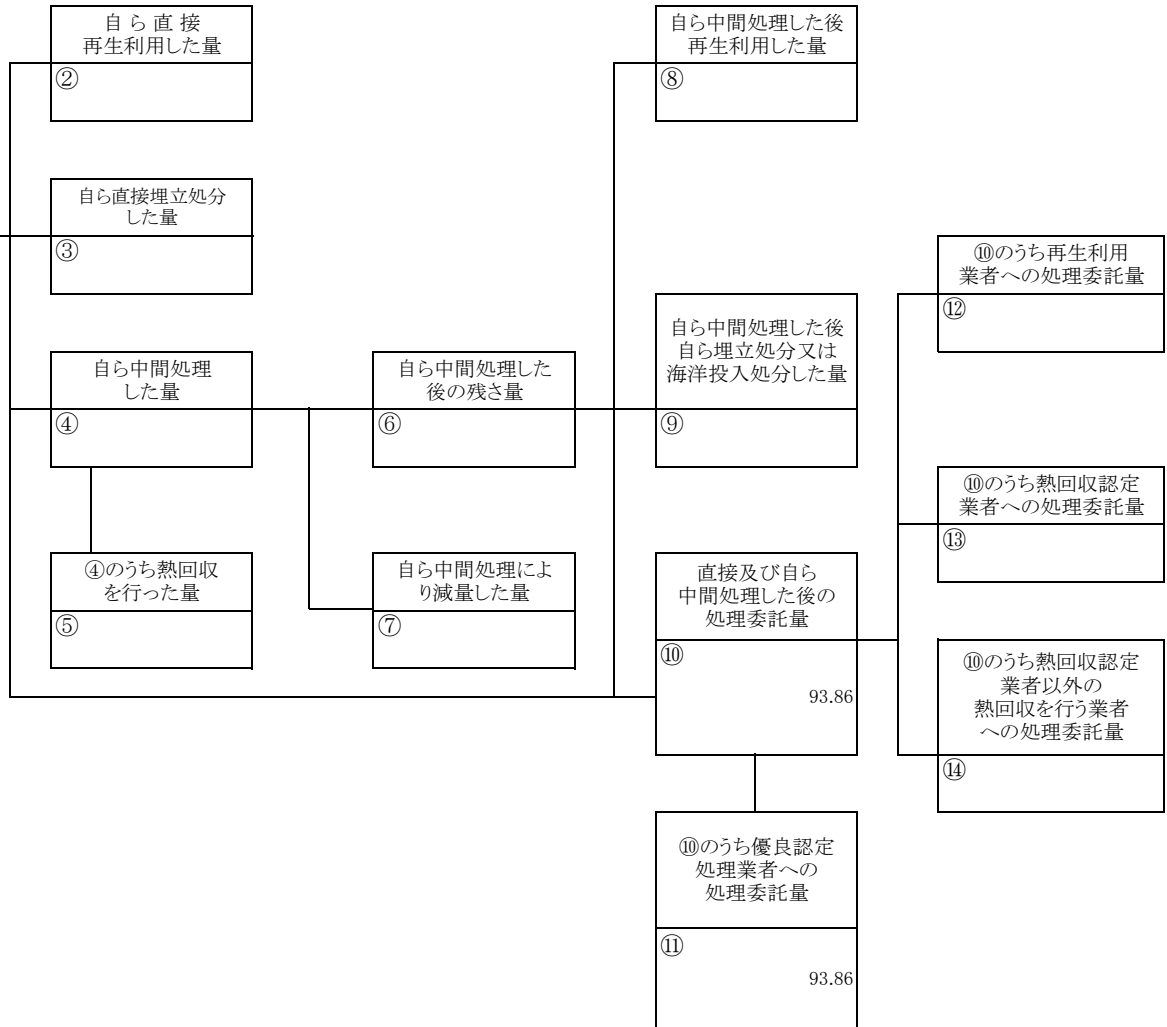 自 ら 直 接
再生利用した量
②
自ら中間処理した後
再生利用した量
⑧
自ら直接埋立処分
した量
③
⑩のうち再生利用
業者への処理委託量
⑫
自ら中間処理した後
自ら埋立処分又は
海洋投入処分した量
⑨
自ら中間処理
した量
④
自ら中間処理した
後の残さ量
⑥
⑩のうち熱回収認定
業者への処理委託量
⑬
④のうち熱回収
を行った量
⑤
自ら中間処理によ
り減量した量
⑦
直接及び自ら
中間処理した後の
処理委託量
⑩
93.86
⑩のうち熱回収認定
業者以外の
熱回収を行う業者
への処理委託量
⑭
⑩のうち優良認定
処理業者への
処理委託量
⑪
93.86